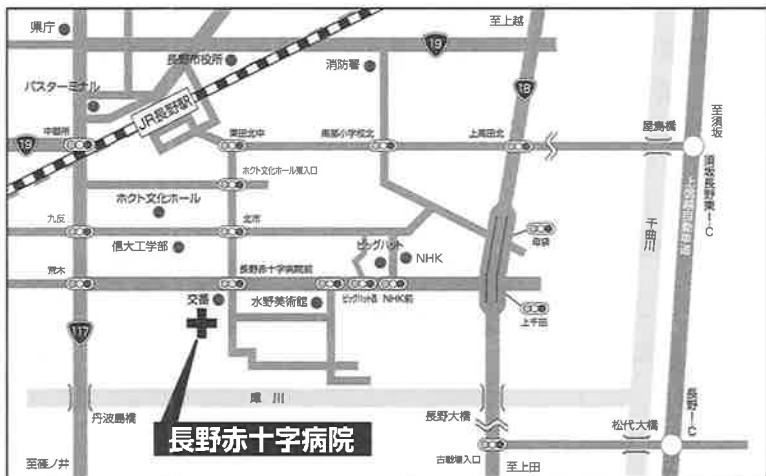 県庁
長野市役所
消防署
19
至上越
18
バスターミナル
JR長野駅
中御所
19
栗田北中
南部小学校北
上高田北
屋島橋
至須坂
須坂長野東I-C
ホクト文化ホール東入口
ホクト文化ホール
千曲川
上信越自動車道
九反
北市
信大工学部
ビッグハット
NHK
母袋
荒木
長野赤十字病院前
交番
水野美術館
ビッグハット南
NHK前
上千田
117
犀川
丹波島橋
長野大橋
長野I-C
松代大橋
長野赤十字病院
古戦場入口
至篠ノ井
至上田